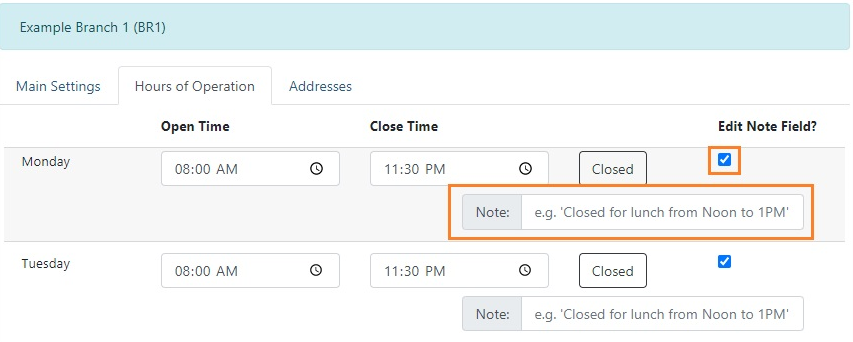 Example Branch 1 (BR1)
Main Settings Hours of Operation Addresses
Open Time Close Time Edit Note Field?
Monday 08:00 AM 11:30 PM Closed
Note: e.g. 'Closed for lunch from Noon to 1PM'
Tuesday 08:00 AM 11:30 PM Closed
Note: e.g. 'Closed for lunch from Noon to 1PM'